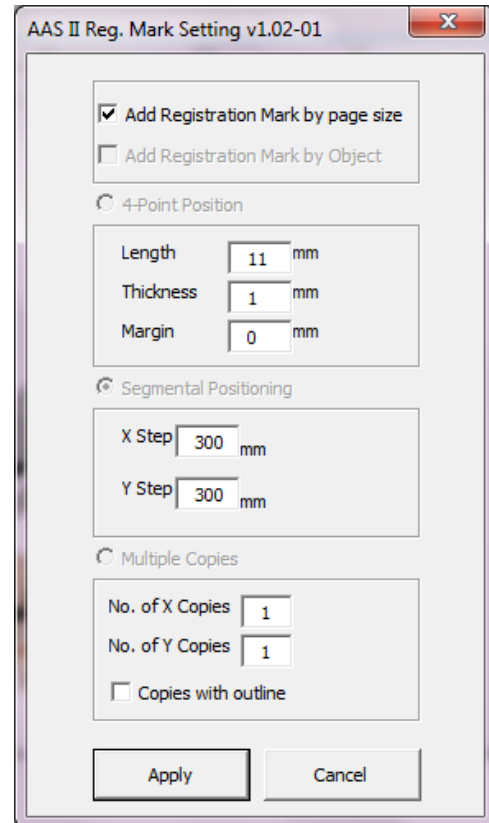 AAS II Reg. Mark Setting v1.02-01
Add Registration Mark by page size
Add Registration Mark by Object
4-Point Position
Length 11 mm
Thickness 1 mm
Margin 0 mm
Segmental Positioning
X Step 300 mm
Y Step 300 mm
Multiple Copies
No. of X Copies 1
No. of Y Copies 1
Copies with outline
Apply Cancel